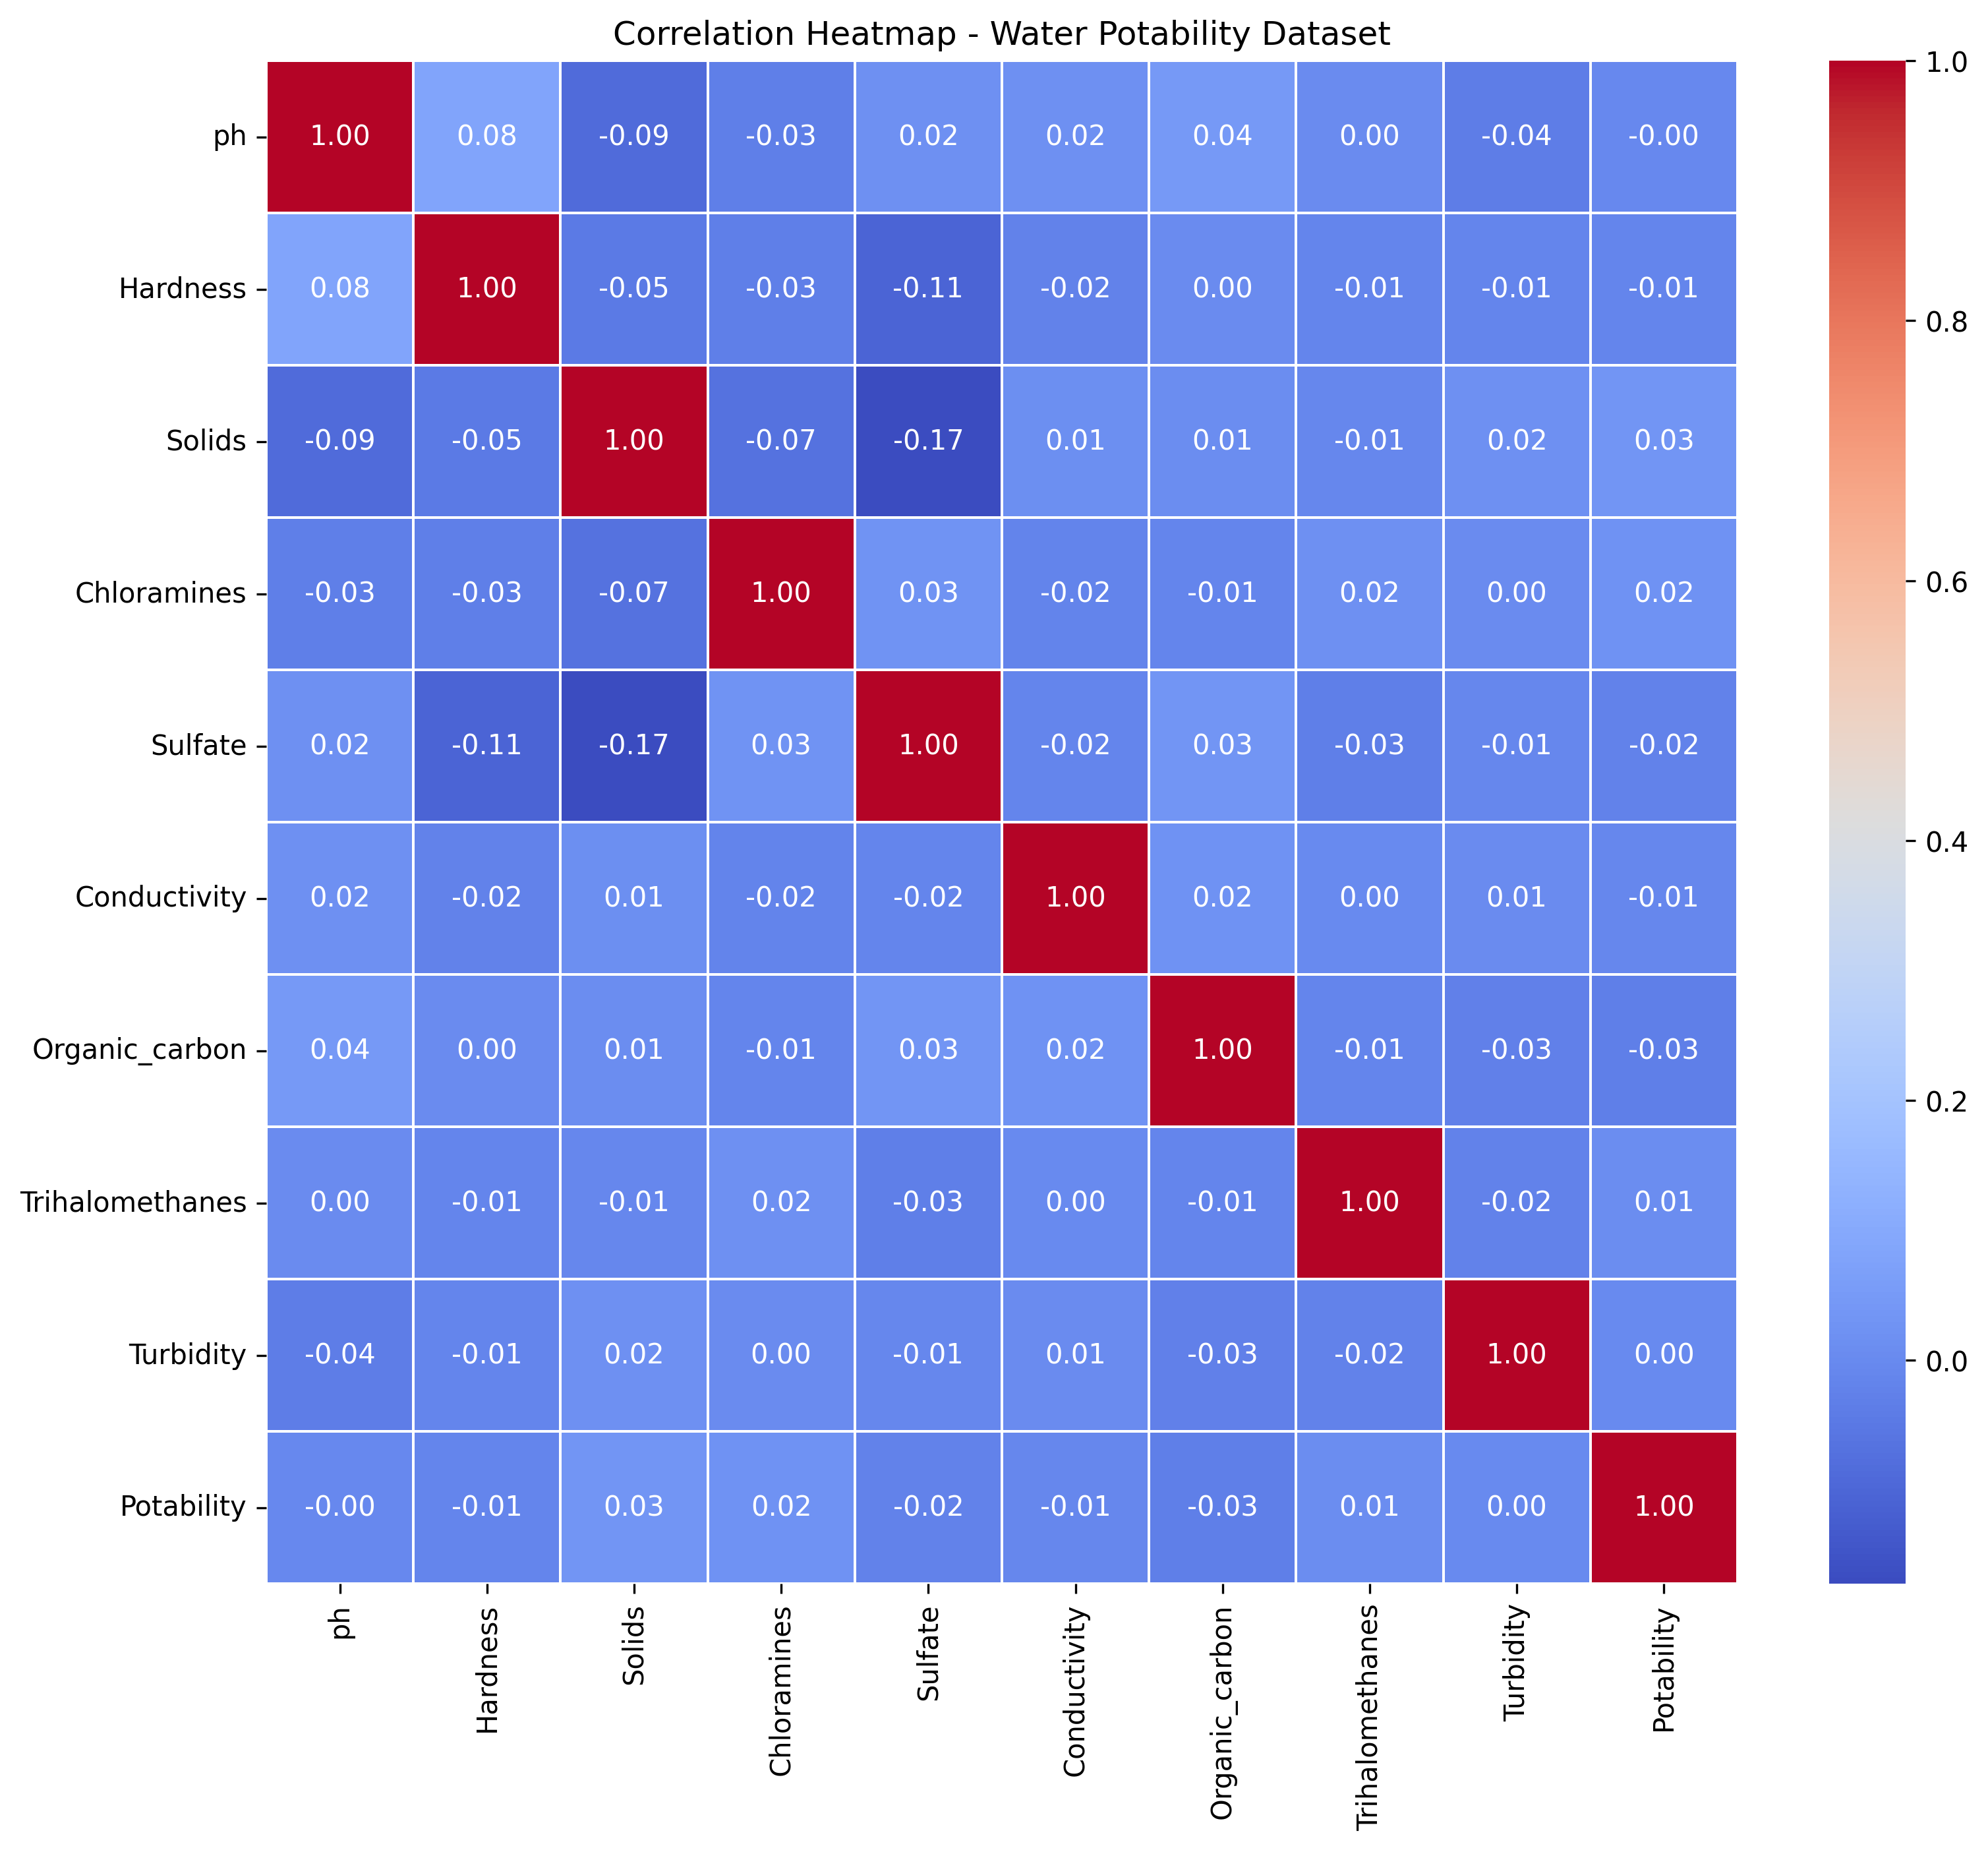 Correlation Heatmap - Water Potability Dataset
ph 1.00 0.08 -0.09 -0.03 0.02 0.02 0.04 0.00 -0.04 -0.00
Hardness 0.08 1.00 -0.05 -0.03 -0.11 -0.02 0.00 -0.01 -0.01 -0.01
Solids -0.09 -0.05 1.00 -0.07 -0.17 0.01 0.01 -0.01 0.02 0.03
Chloramines -0.03 -0.03 -0.07 1.00 0.03 -0.02 -0.01 0.02 0.00 0.02
Sulfate 0.02 -0.11 -0.17 0.03 1.00 -0.02 0.03 -0.03 -0.01 -0.02
Conductivity 0.02 -0.02 0.01 -0.02 -0.02 1.00 0.02 0.00 0.01 -0.01
Organic_carbon 0.04 0.00 0.01 -0.01 0.03 0.02 1.00 -0.01 -0.03 -0.03
Trihalomethanes 0.00 -0.01 -0.01 0.02 -0.03 0.00 -0.01 1.00 -0.02 0.01
Turbidity -0.04 -0.01 0.02 0.00 -0.01 0.01 -0.03 -0.02 1.00 0.00
Potability -0.00 -0.01 0.03 0.02 -0.02 -0.01 -0.03 0.01 0.00 1.00
ph
Hardness
Solids
Chloramines
Sulfate
Conductivity
Organic_carbon
Trihalomethanes
Turbidity
Potability
1.0
0.8
0.6
0.4
0.2
0.0